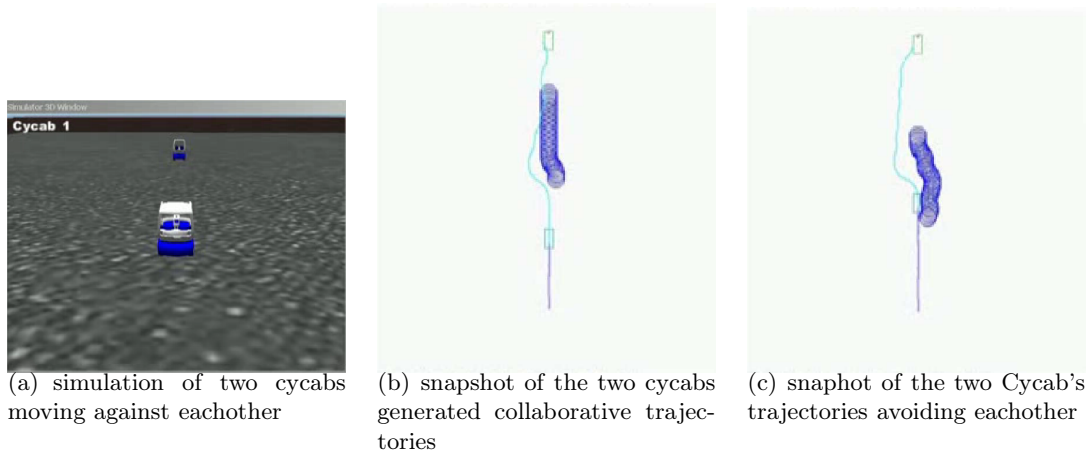 Simulator 3D Window
Cycab 1
(a) simulation of two cycabs
moving against eachother
(b) snapshot of the two cycabs
generated collaborative trajec-
tories
(c) snaphot of the two Cycab's
trajectories avoiding eachother